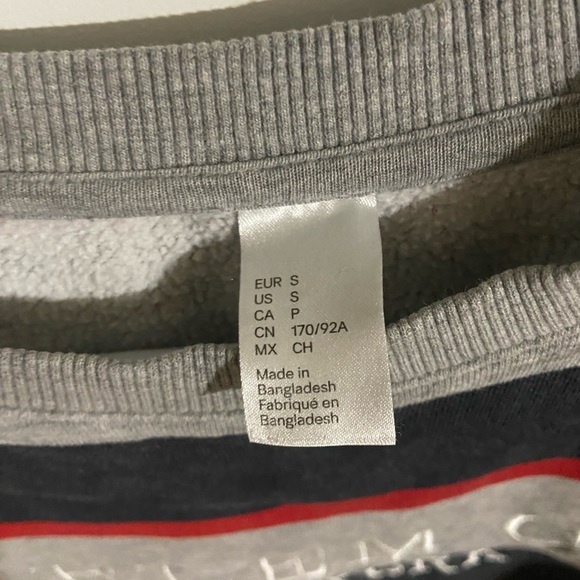 EUR S
US S
CA P
CN 170/92A
MX CH
Made in
Bangladesh
Fabriqué en
Bangladesh